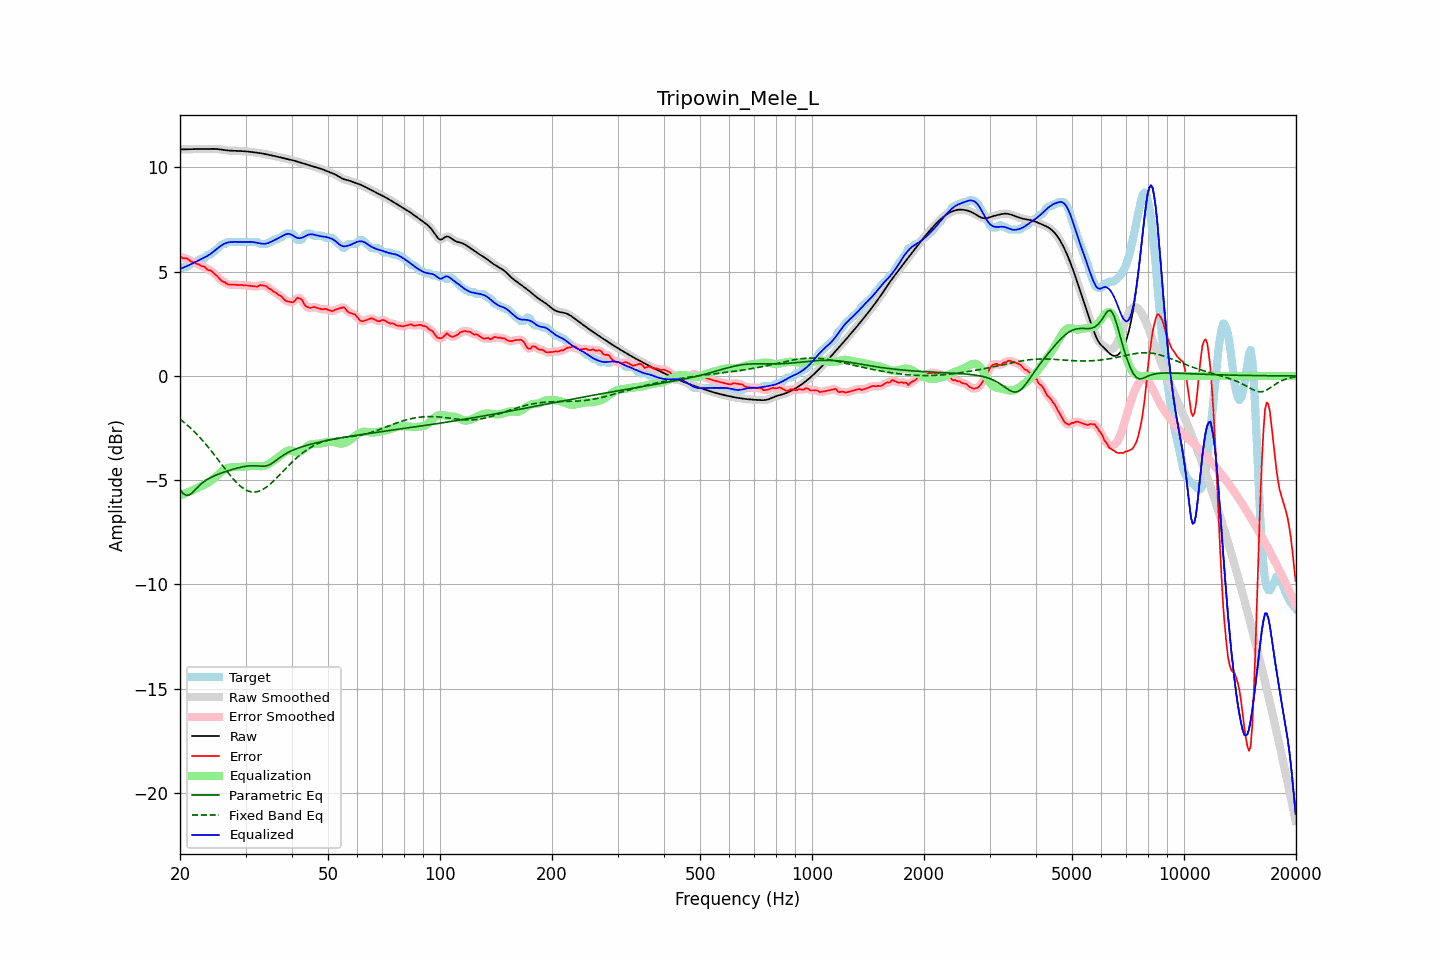 Tripowin_Mele_L
Amplitude (dBr)
10
5
0
−5
−10
−15
−20
Target
Raw Smoothed
Error Smoothed
Raw
Error
Equalization
Parametric Eq
Fixed Band Eq
Equalized
20
50
100
200
500
1000
2000
5000
10000
20000
Frequency (Hz)